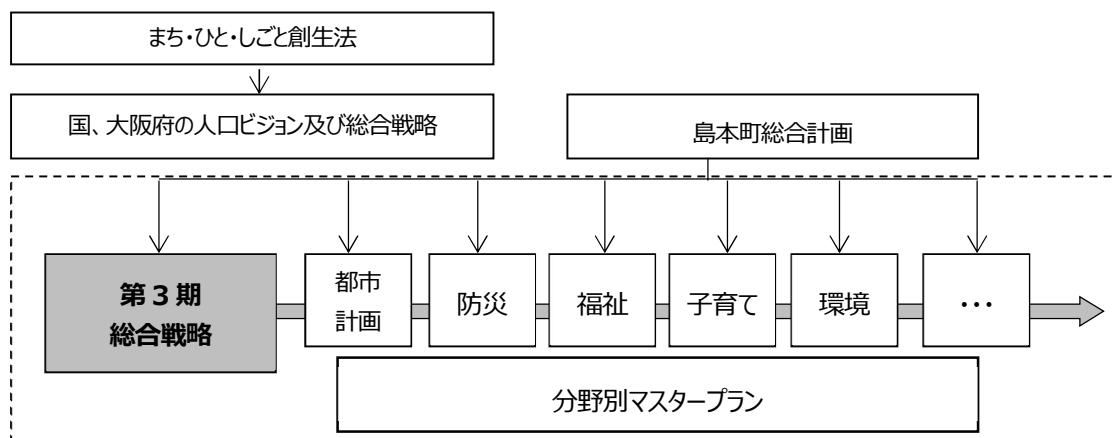 まち・ひと・しごと創生法
国、大阪府の人口ビジョン及び総合戦略
島本町総合計画
第３期
総合戦略
都市
計画
防災
福祉
子育て
環境
・・・
分野別マスタープラン